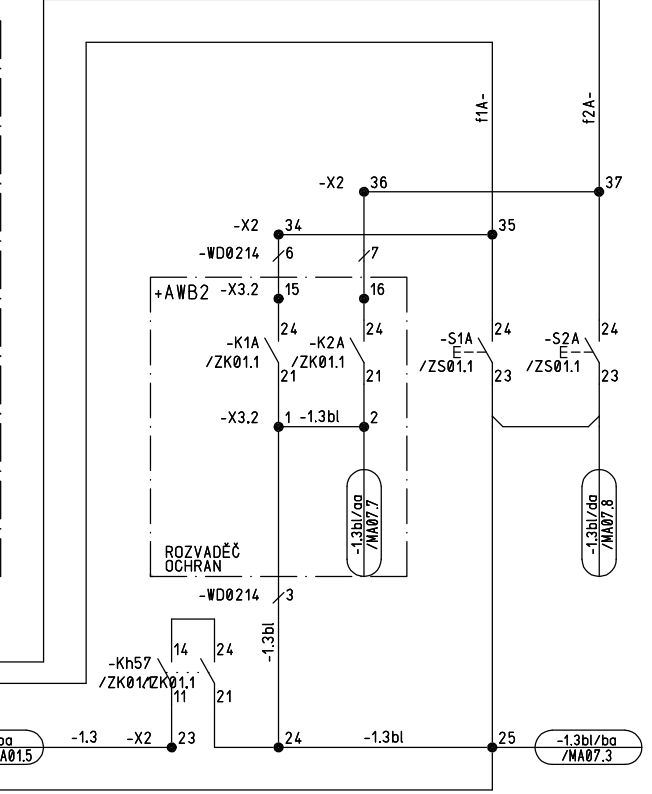 f1A-
f2A-
-X2 36
37
-X2 34
35
-WD0214 6
7
+AWB2
-X3.2 15
16
24
24
24
24
-K1A
-K2A
-S1A
-S2A
/ZK01.1
/ZK01.1
E
E
/ZS01.1
/ZS01.1
21
21
23
23
-X3.2 1 -1.3bl 2
-1.3bl/aa
/MA07.7
-1.3bl/da
/MA07.8
ROZVADĚČ
OCHRAN
-WD0214 3
-1.3bl
14
24
-Kh57
/ZK01.1
/ZK01.1
11
21
-1.3 -X2 23
24
-1.3bl
25
-1.3bl/ba
/MA07.3
ba
A01.5